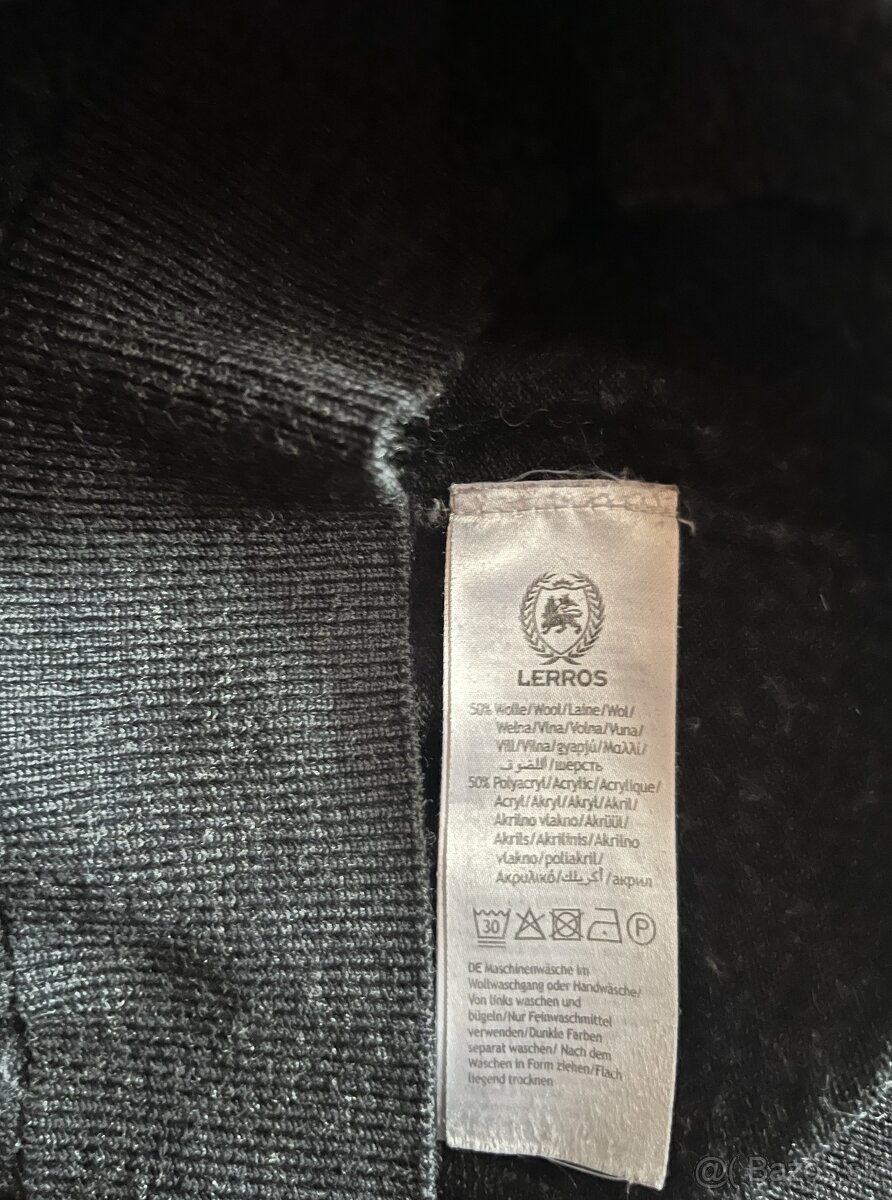 LERROS
50% Wolle/Wool/Laine/Wol/
Wełna/Vlna/Volna/Vuna/
Vill/Vilna/gyapjú/Μαλλί/
الصوف/шерсть
50% Polyacryl/Acrylic/Acrylique/
Acryl/Akryl/Akryl/Akril/
Akrilno vlakno/Akrüül/
Akrils/Akrilinis/Akrilno
vlakno/poliakril/
Ακρυλικό/أكريلك/акрил
30
P
DE Maschinenwäsche im
Wollwaschgang oder Handwäsche/
Von links waschen und
bügeln/Nur Feinwaschmittel
verwenden/Dunkle Farben
separat waschen/ Nach dem
Waschen in Form ziehen/Flach
liegend trocknen